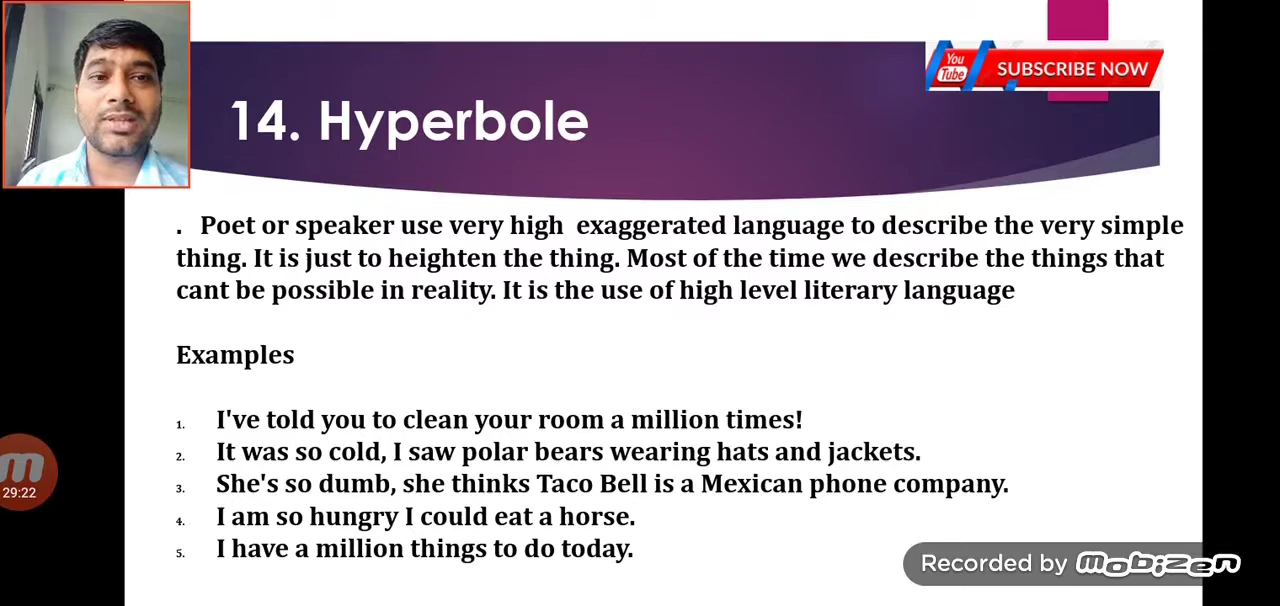 You
Tube
SUBSCRIBE NOW
14. Hyperbole
. Poet or speaker use very high exaggerated language to describe the very simple
thing. It is just to heighten the thing. Most of the time we describe the things that
cant be possible in reality. It is the use of high level literary language
Examples
1. I've told you to clean your room a million times!
2. It was so cold, I saw polar bears wearing hats and jackets.
3. She's so dumb, she thinks Taco Bell is a Mexican phone company.
4. I am so hungry I could eat a horse.
5. I have a million things to do today.
m
29:22
Recorded by Mobizen